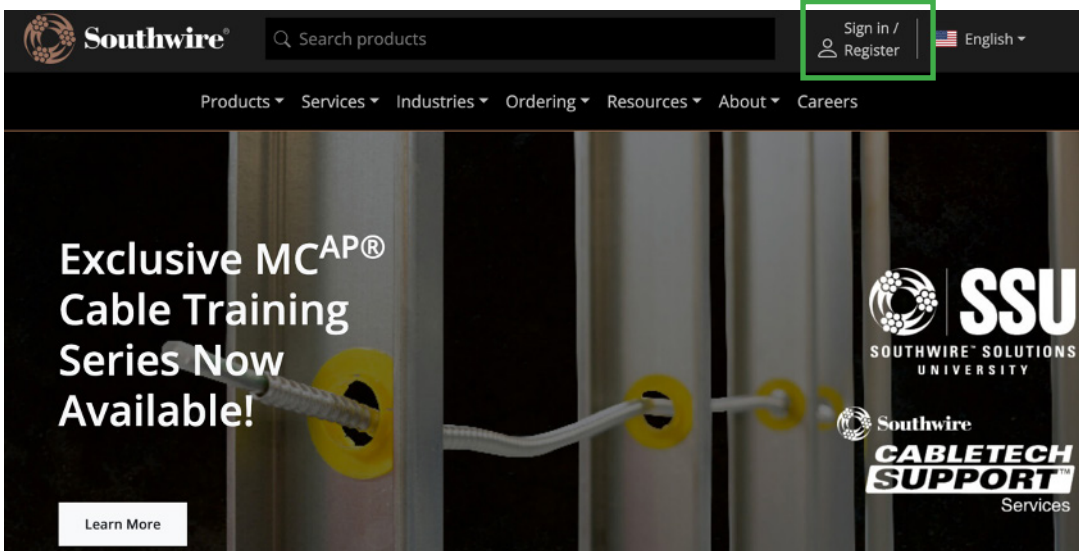 Southwire®
Search products
Sign in /
Register
English
Products Services Industries Ordering Resources About Careers
Exclusive MCAP®
Cable Training
Series Now
Available!
Learn More
SSU
SOUTHWIRE™ SOLUTIONS
UNIVERSITY
Southwire
CABLETECH
SUPPORT™
Services